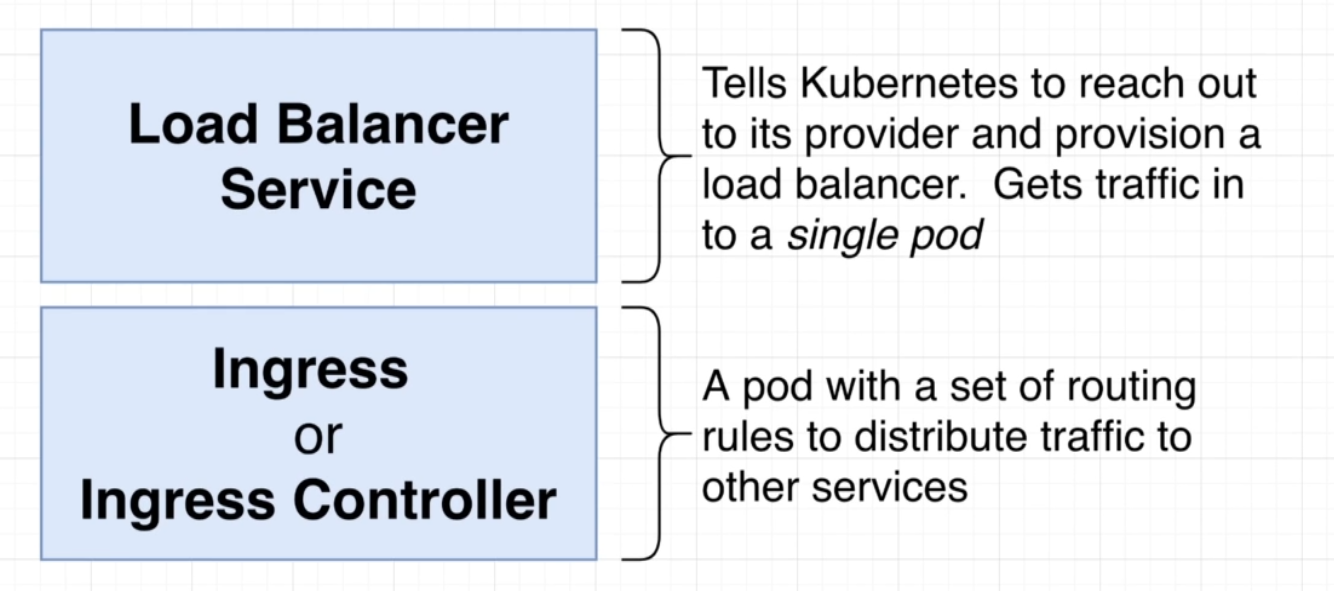 Load Balancer
Service
Tells Kubernetes to reach out
to its provider and provision a
load balancer.  Gets traffic in
to a single pod
Ingress
or
Ingress Controller
A pod with a set of routing
rules to distribute traffic to
other services